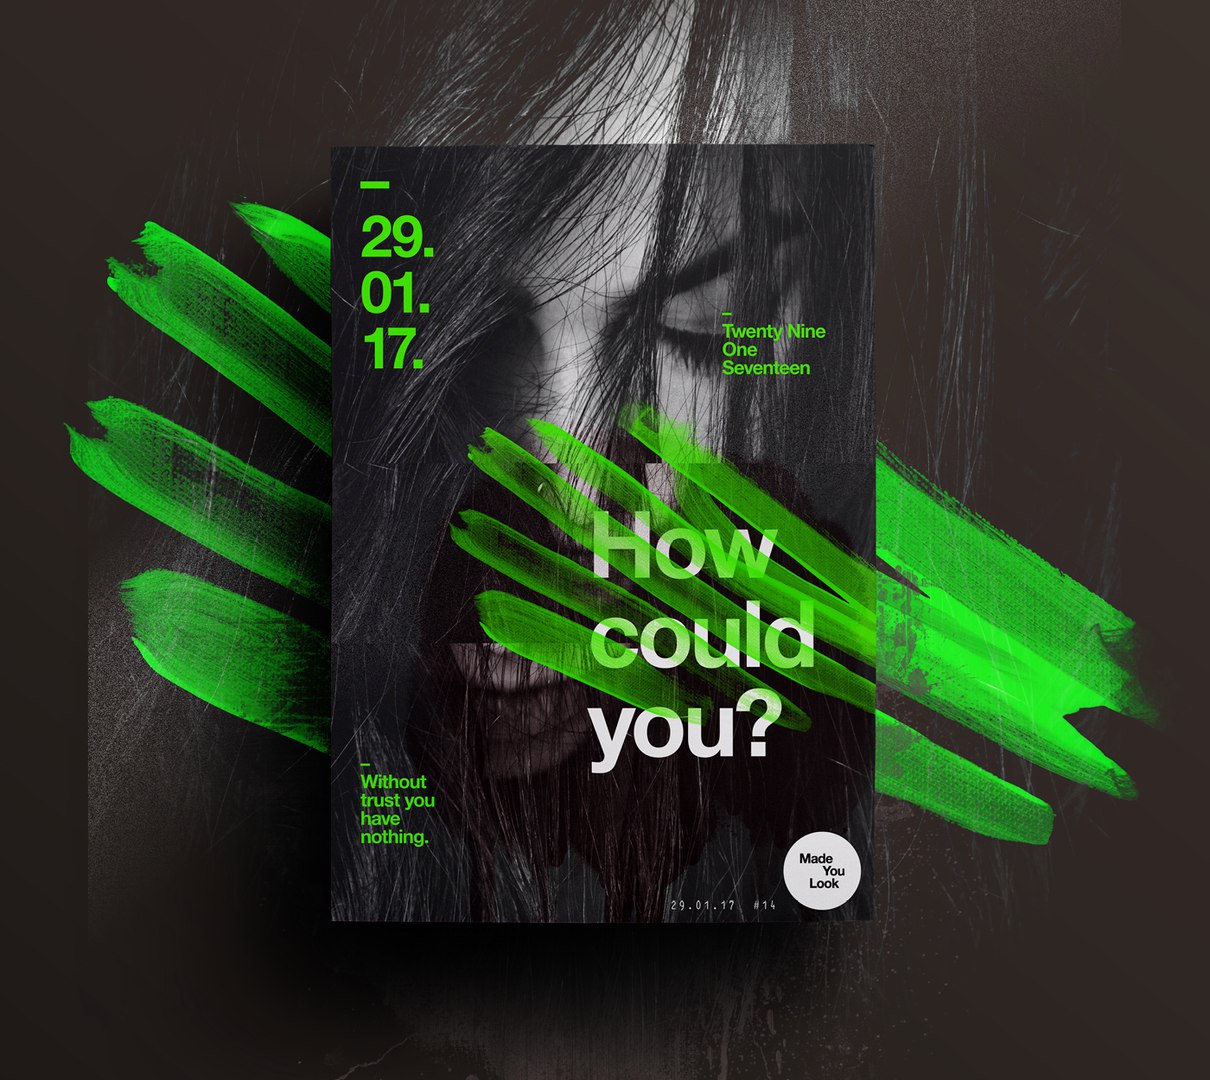 29.
01.
17.
Twenty Nine
One
Seventeen
How
could
you?
Without
trust you
have
nothing.
Made
You
Look
29.01.17 #14